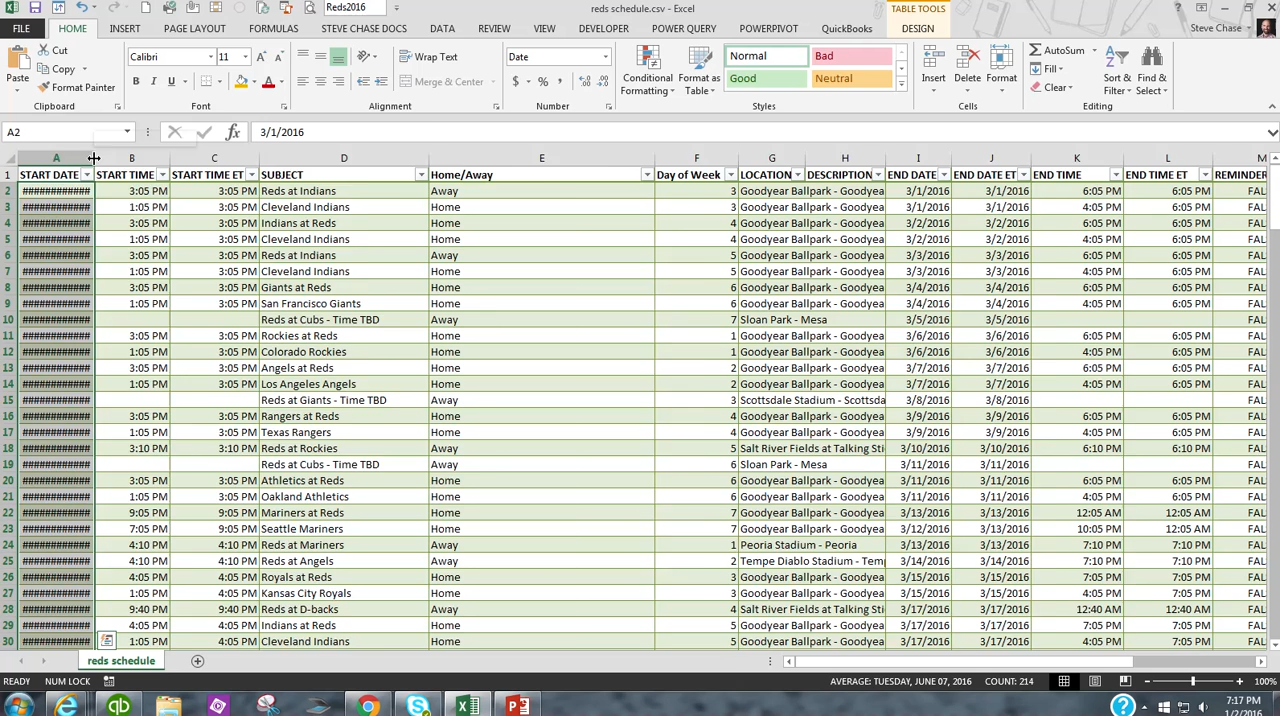 Reds2016
reds schedule.csv - Excel
TABLE TOOLS
FILE HOME INSERT PAGE LAYOUT FORMULAS STEVE CHASE DOCS DATA REVIEW VIEW DEVELOPER POWER QUERY POWERPIVOT QuickBooks DESIGN Steve Chase
Paste Cut Copy Format Painter Clipboard
Calibri 11 B I U Font
Wrap Text Merge & Center Alignment
Date $ % , Number
Conditional Formatting Format as Table Normal Bad Good Neutral Styles
Insert Delete Format Cells
AutoSum Fill Clear Sort & Filter Find & Select Editing
A2 fx 3/1/2016
A B C D E F G H I J K L M
1 START DATE START TIME START TIME ET SUBJECT Home/Away Day of Week LOCATION DESCRIPTION END DATE END DATE ET END TIME END TIME ET REMINDER
2 ############ 3:05 PM 3:05 PM Reds at Indians Away 3 Goodyear Ballpark - Goodyea 3/1/2016 3/1/2016 6:05 PM 6:05 PM FAL
3 ############ 1:05 PM 3:05 PM Cleveland Indians Home 3 Goodyear Ballpark - Goodyea 3/1/2016 3/1/2016 4:05 PM 6:05 PM FAL
4 ############ 3:05 PM 3:05 PM Indians at Reds Home 4 Goodyear Ballpark - Goodyea 3/2/2016 3/2/2016 6:05 PM 6:05 PM FAL
5 ############ 1:05 PM 3:05 PM Cleveland Indians Home 4 Goodyear Ballpark - Goodyea 3/2/2016 3/2/2016 4:05 PM 6:05 PM FAL
6 ############ 3:05 PM 3:05 PM Reds at Indians Away 5 Goodyear Ballpark - Goodyea 3/3/2016 3/3/2016 6:05 PM 6:05 PM FAL
7 ############ 1:05 PM 3:05 PM Cleveland Indians Home 5 Goodyear Ballpark - Goodyea 3/3/2016 3/3/2016 4:05 PM 6:05 PM FAL
8 ############ 3:05 PM 3:05 PM Giants at Reds Home 6 Goodyear Ballpark - Goodyea 3/4/2016 3/4/2016 6:05 PM 6:05 PM FAL
9 ############ 1:05 PM 3:05 PM San Francisco Giants Home 6 Goodyear Ballpark - Goodyea 3/4/2016 3/4/2016 4:05 PM 6:05 PM FAL
10 ############ Reds at Cubs - Time TBD Away 7 Sloan Park - Mesa 3/5/2016 3/5/2016 FAL
11 ############ 3:05 PM 3:05 PM Rockies at Reds Home 1 Goodyear Ballpark - Goodyea 3/6/2016 3/6/2016 6:05 PM 6:05 PM FAL
12 ############ 1:05 PM 3:05 PM Colorado Rockies Home 1 Goodyear Ballpark - Goodyea 3/6/2016 3/6/2016 4:05 PM 6:05 PM FAL
13 ############ 3:05 PM 3:05 PM Angels at Reds Home 2 Goodyear Ballpark - Goodyea 3/7/2016 3/7/2016 6:05 PM 6:05 PM FAL
14 ############ 1:05 PM 3:05 PM Los Angeles Angels Home 2 Goodyear Ballpark - Goodyea 3/7/2016 3/7/2016 4:05 PM 6:05 PM FAL
15 ############ Reds at Giants - Time TBD Away 3 Scottsdale Stadium - Scottsda 3/8/2016 3/8/2016 FAL
16 ############ 3:05 PM 3:05 PM Rangers at Reds Home 4 Goodyear Ballpark - Goodyea 3/9/2016 3/9/2016 6:05 PM 6:05 PM FAL
17 ############ 1:05 PM 3:05 PM Texas Rangers Home 4 Goodyear Ballpark - Goodyea 3/9/2016 3/9/2016 4:05 PM 6:05 PM FAL
18 ############ 3:10 PM 3:10 PM Reds at Rockies Away 5 Salt River Fields at Talking Sti 3/10/2016 3/10/2016 6:10 PM 6:10 PM FAL
19 ############ Reds at Cubs - Time TBD Away 6 Sloan Park - Mesa 3/11/2016 3/11/2016 FAL
20 ############ 3:05 PM 3:05 PM Athletics at Reds Home 6 Goodyear Ballpark - Goodyea 3/11/2016 3/11/2016 6:05 PM 6:05 PM FAL
21 ############ 1:05 PM 3:05 PM Oakland Athletics Home 6 Goodyear Ballpark - Goodyea 3/11/2016 3/11/2016 4:05 PM 6:05 PM FAL
22 ############ 9:05 PM 9:05 PM Mariners at Reds Home 7 Goodyear Ballpark - Goodyea 3/13/2016 3/13/2016 12:05 AM 12:05 AM FAL
23 ############ 7:05 PM 9:05 PM Seattle Mariners Home 7 Goodyear Ballpark - Goodyea 3/12/2016 3/13/2016 10:05 PM 12:05 AM FAL
24 ############ 4:10 PM 4:10 PM Reds at Mariners Away 1 Peoria Stadium - Peoria 3/13/2016 3/13/2016 7:10 PM 7:10 PM FAL
25 ############ 4:10 PM 4:10 PM Reds at Angels Away 2 Tempe Diablo Stadium - Temp 3/14/2016 3/14/2016 7:10 PM 7:10 PM FAL
26 ############ 4:05 PM 4:05 PM Royals at Reds Home 3 Goodyear Ballpark - Goodyea 3/15/2016 3/15/2016 7:05 PM 7:05 PM FAL
27 ############ 1:05 PM 4:05 PM Kansas City Royals Home 3 Goodyear Ballpark - Goodyea 3/15/2016 3/15/2016 4:05 PM 7:05 PM FAL
28 ############ 9:40 PM 9:40 PM Reds at D-backs Away 4 Salt River Fields at Talking Sti 3/17/2016 3/17/2016 12:40 AM 12:40 AM FAL
29 ############ 4:05 PM 4:05 PM Indians at Reds Home 5 Goodyear Ballpark - Goodyea 3/17/2016 3/17/2016 7:05 PM 7:05 PM FAL
30 ############ 1:05 PM 4:05 PM Cleveland Indians Home 5 Goodyear Ballpark - Goodyea 3/17/2016 3/17/2016 4:05 PM 7:05 PM FAL
reds schedule
READY NUM LOCK AVERAGE: TUESDAY, JUNE 07, 2016 COUNT: 214 100%
7:17 PM
1/2/2016